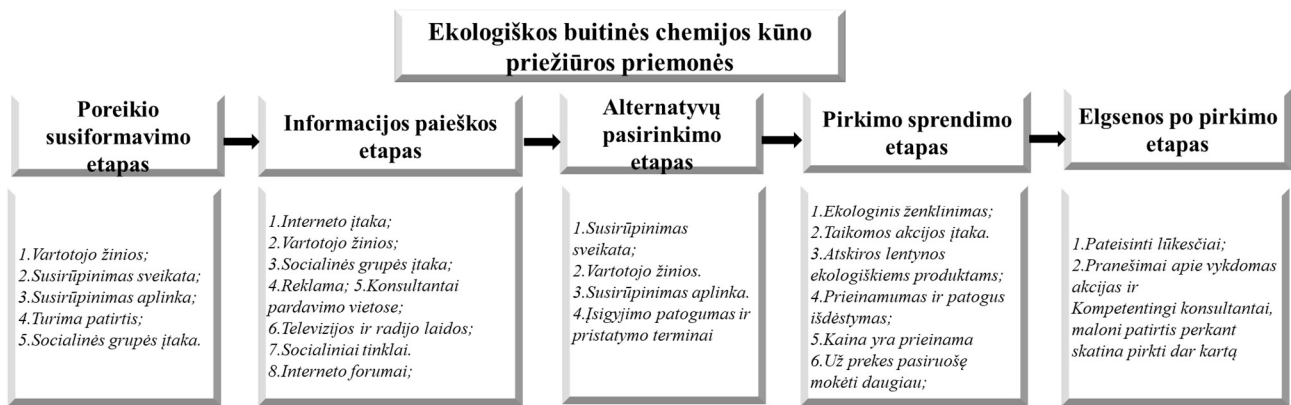 Ekologiškos buitinės chemijos kūno
priežiūros priemonės
Poreikio
susiformavimo
etapas
Informacijos paieškos
etapas
Alternatyvų
pasirinkimo
etapas
Pirkimo sprendimo
etapas
Elgsenos po pirkimo
etapas
1.Vartotojo žinios;
2.Susirūpinimas sveikata;
3.Susirūpinimas aplinka;
4.Turima patirtis;
5.Socialinės grupės įtaka.
1.Interneto įtaka;
2.Vartotojo žinios;
3.Socialinės grupės įtaka;
4.Reklama; 5.Konsultantai
pardavimo vietose;
6.Televizijos ir radijo laidos;
7.Socialiniai tinklai.
8.Interneto forumai;
1.Susirūpinimas
sveikata;
2.Vartotojo žinios.
3.Susirūpinimas aplinka.
4.Įsigyjimo patogumas ir
pristatymo terminai
1.Ekologinis ženklinimas;
2.Taikomos akcijos įtaka.
3.Atskiros lentynos
ekologiškiems produktams;
4.Prieinamumas ir patogus
išdėstymas;
5.Kaina yra prieinama
6.Už prekes pasiruošę
mokėti daugiau;
1.Pateisinti lūkesčiai;
2.Pranešimai apie vykdomas
akcijas ir
Kompetentingi konsultantai,
maloni patirtis perkant
skatina pirkti dar kartą